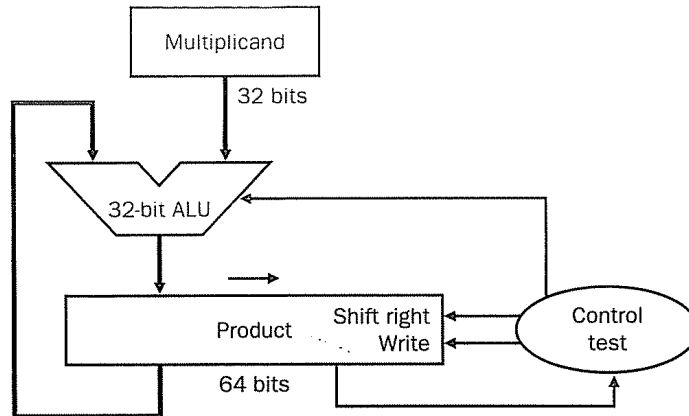 Multiplicand
32 bits
32-bit ALU
Product
Shift right
Write
Control
test
64 bits